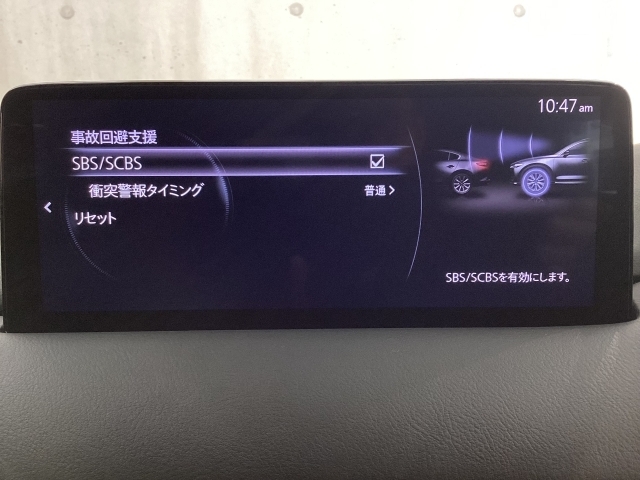 10:47 am
事故回避支援
SBS/SCBS
衝突警報タイミング 普通
リセット
SBS/SCBSを有効にします。